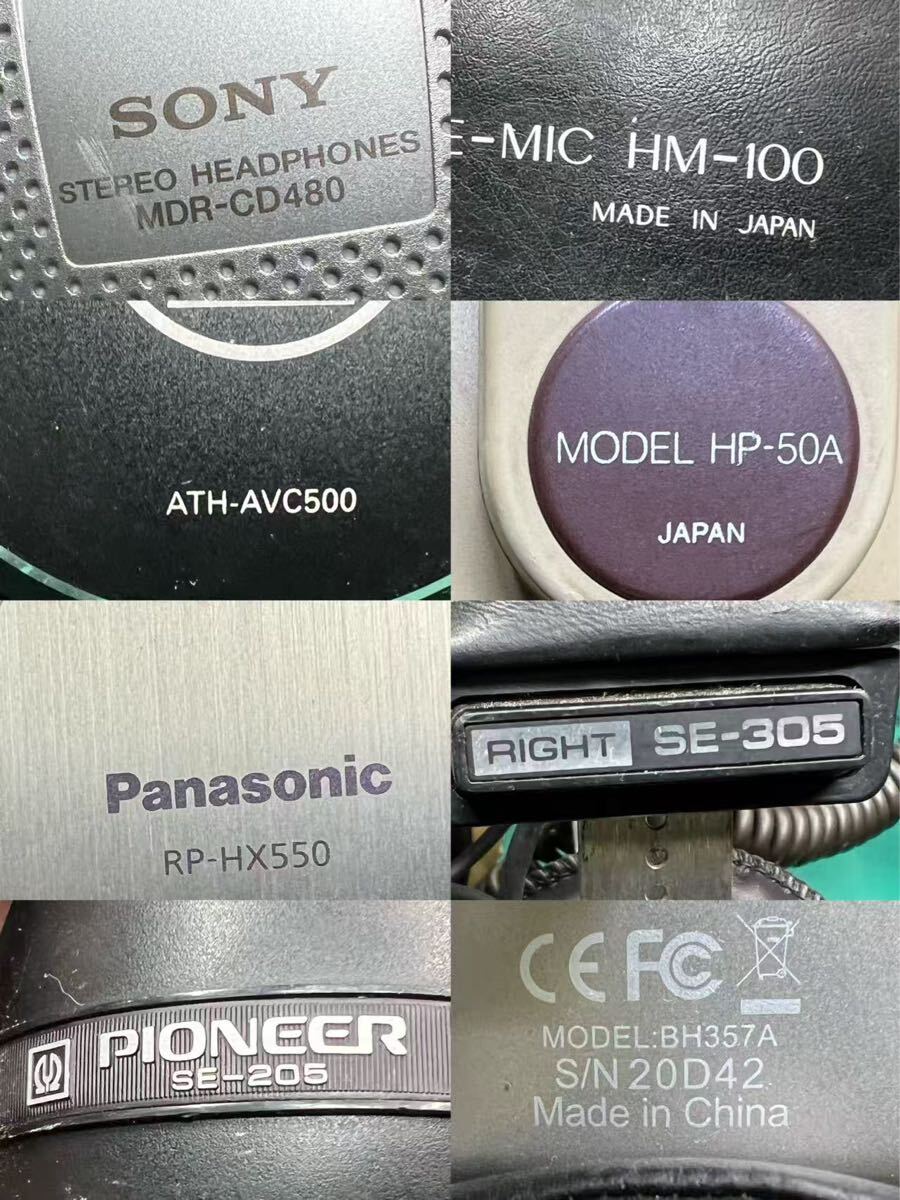 SONY
STEREO HEADPHONES
MDR-CD480
E-MIC HM-100
MADE IN JAPAN
ATH-AVC500
MODEL HP-50A
JAPAN
Panasonic
RP-HX550
RIGHT SE-305
PIONEER
SE-205
CE FC
MODEL:BH357A
S/N 20D42
Made in China